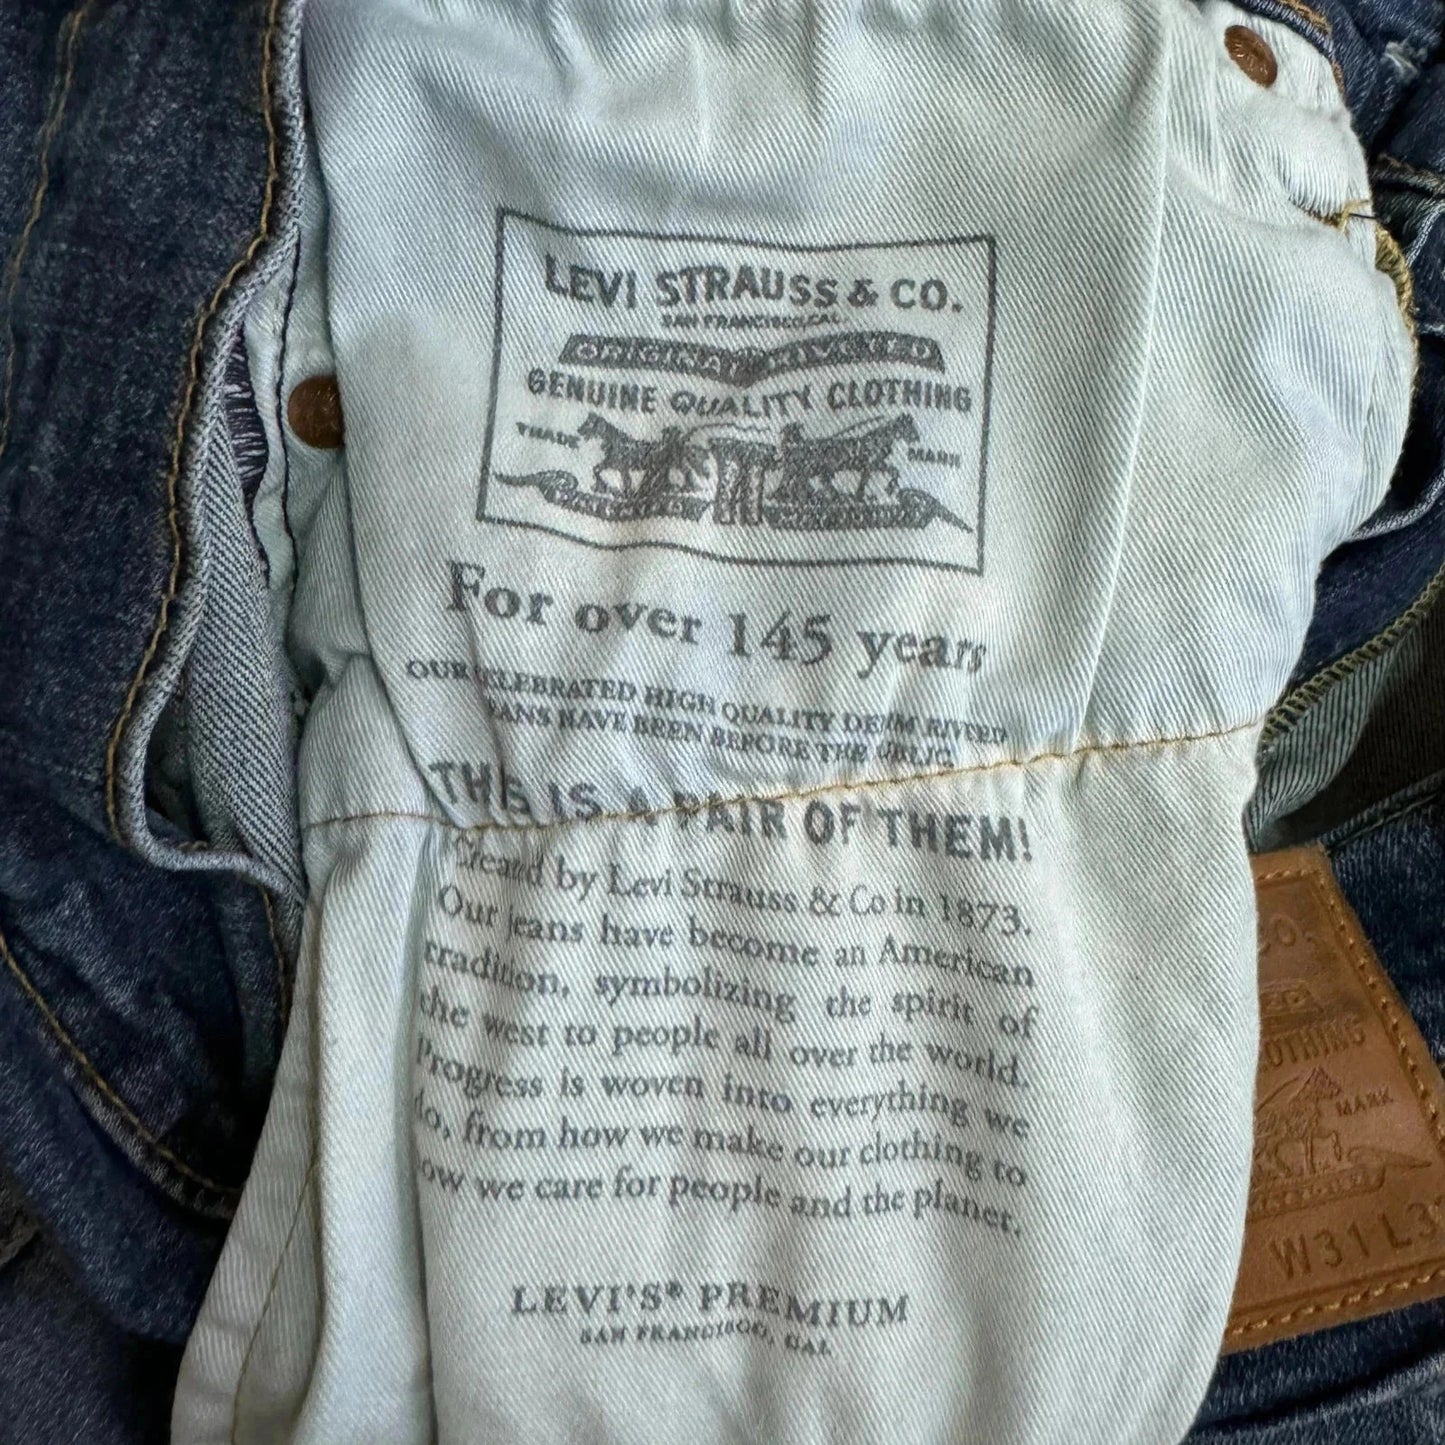 LEVI STRAUSS & CO.
SAN FRANCISCO, CAL.
ORIGINAL RIVETED
GENUINE QUALITY CLOTHING
TRADE MARK
For over 145 years
OUR CELEBRATED HIGH QUALITY DENIM RIVETED
JEANS HAVE BEEN BEFORE THE PUBLIC
THIS IS A PAIR OF THEM!
Created by Levi Strauss & Co in 1873.
Our jeans have become an American
tradition, symbolizing the spirit of
the west to people all over the world.
Progress is woven into everything we
do, from how we make our clothing to
ow we care for people and the planet.
LEVI'S® PREMIUM
SAN FRANCISCO, CAL
CO.
OTHING
MARK
W31 L3